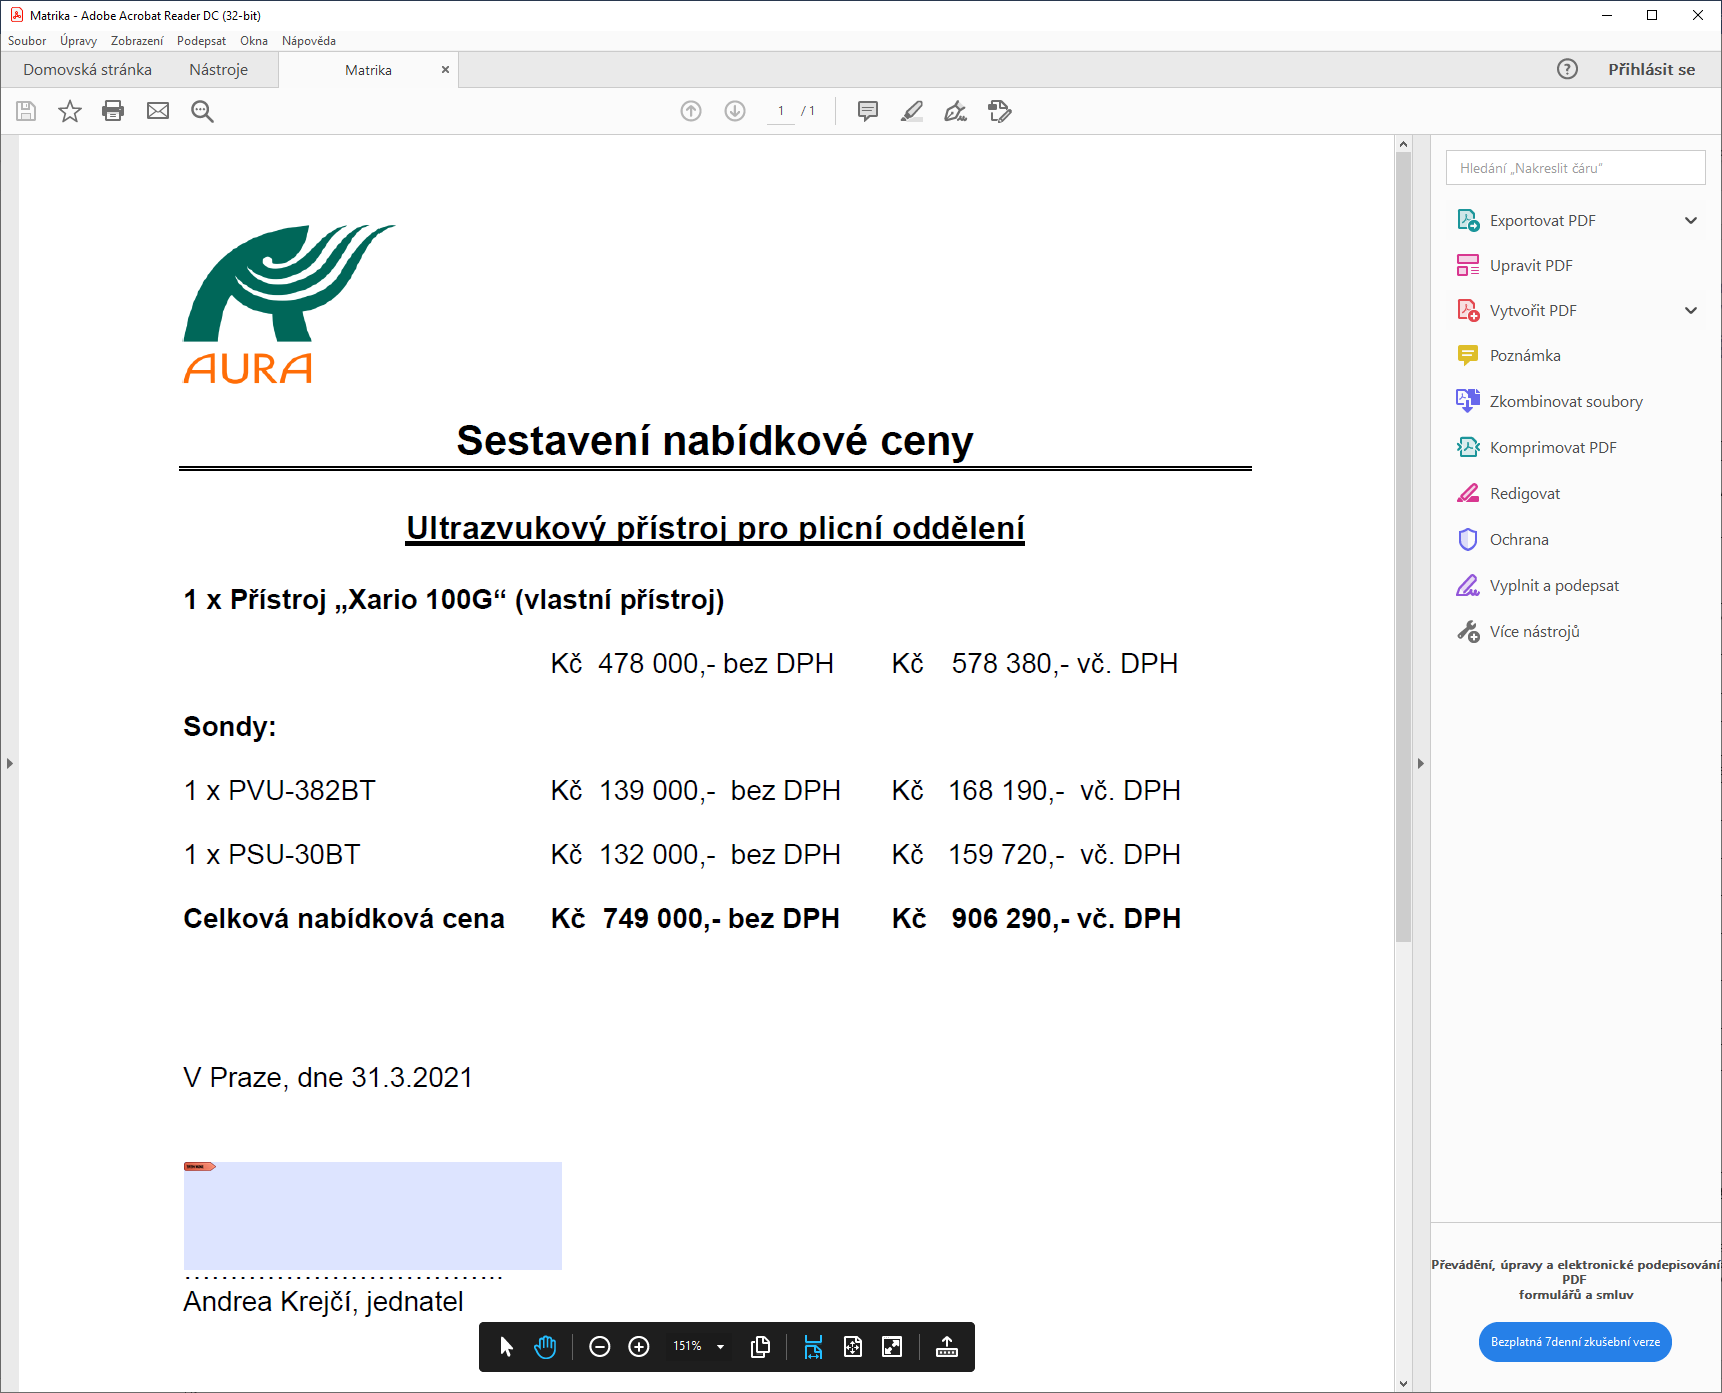 Matrika - Adobe Acrobat Reader DC (32-bit)
Soubor Úpravy Zobrazení Podepsat Okna Nápověda
Domovská stránka Nástroje Matrika Přihlásit se
1 / 1
Hledání „Nakreslit čáru“
Exportovat PDF
Upravit PDF
Vytvořit PDF
Poznámka
Zkombinovat soubory
Komprimovat PDF
Redigovat
Ochrana
Vyplnit a podepsat
Více nástrojů
AURA
Sestavení nabídkové ceny
Ultrazvukový přístroj pro plicní oddělení
1 x Přístroj „Xario 100G“ (vlastní přístroj)
Kč 478 000,- bez DPH Kč 578 380,- vč. DPH
Sondy:
1 x PVU-382BT Kč 139 000,- bez DPH Kč 168 190,- vč. DPH
1 x PSU-30BT Kč 132 000,- bez DPH Kč 159 720,- vč. DPH
Celková nabídková cena Kč 749 000,- bez DPH Kč 906 290,- vč. DPH
V Praze, dne 31.3.2021
...................................
Andrea Krejčí, jednatel
151%
Převádění, úpravy a elektronické podepisování
PDF
formulářů a smluv
Bezplatná 7denní zkušební verze